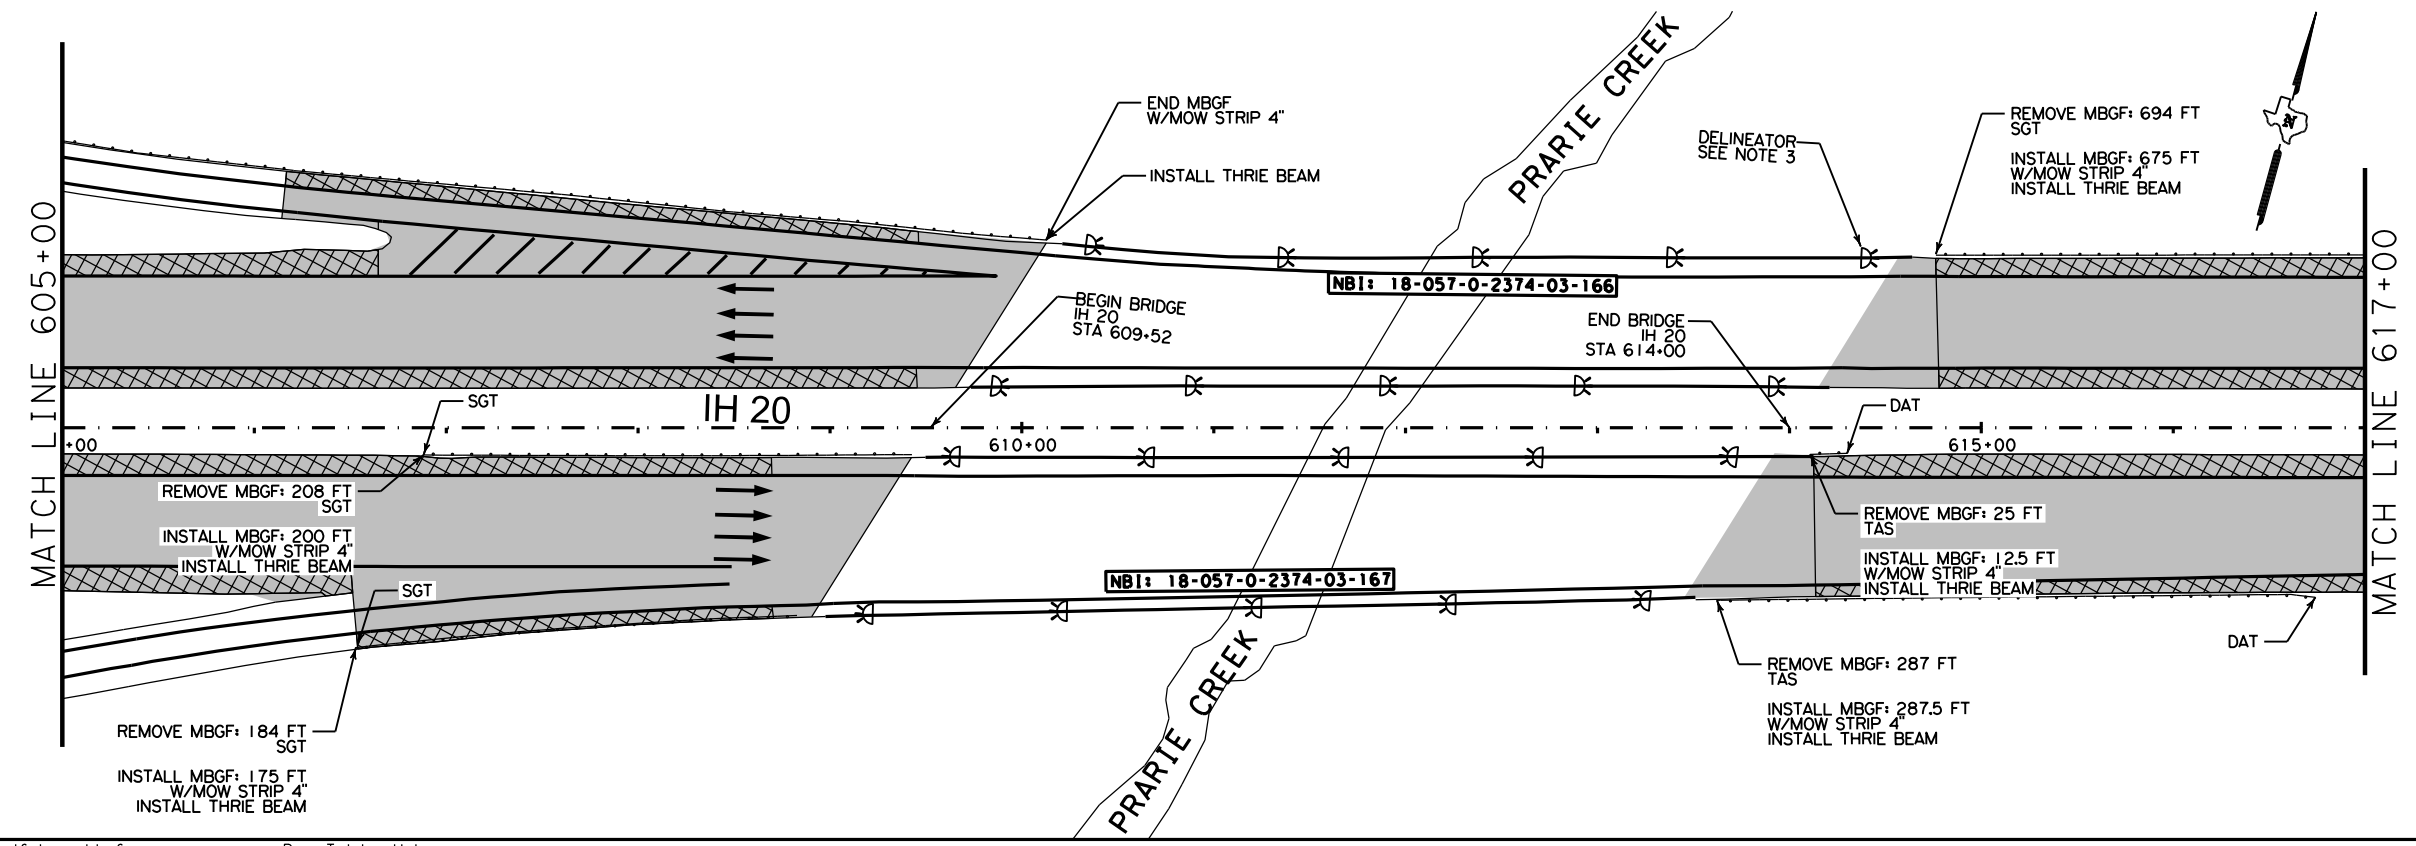 END MBGF
W/MOW STRIP 4"
INSTALL THRIE BEAM
PRARIE CREEK
DELINEATOR
SEE NOTE 3
REMOVE MBGF: 694 FT
SGT
INSTALL MBGF: 675 FT
W/MOW STRIP 4"
INSTALL THRIE BEAM
MATCH LINE 605+00
MATCH LINE 617+00
NBI: 18-057-0-2374-03-166
BEGIN BRIDGE
IH 20
STA 609+52
END BRIDGE
IH 20
STA 614+00
SGT
IH 20
DAT
+00
610+00
615+00
REMOVE MBGF: 208 FT
SGT
INSTALL MBGF: 200 FT
W/MOW STRIP 4"
INSTALL THRIE BEAM
REMOVE MBGF: 25 FT
TAS
INSTALL MBGF: 12.5 FT
W/MOW STRIP 4"
INSTALL THRIE BEAM
SGT
NBI: 18-057-0-2374-03-167
DAT
PRARIE CREEK
REMOVE MBGF: 287 FT
TAS
INSTALL MBGF: 287.5 FT
W/MOW STRIP 4"
INSTALL THRIE BEAM
REMOVE MBGF: 184 FT
SGT
INSTALL MBGF: 175 FT
W/MOW STRIP 4"
INSTALL THRIE BEAM